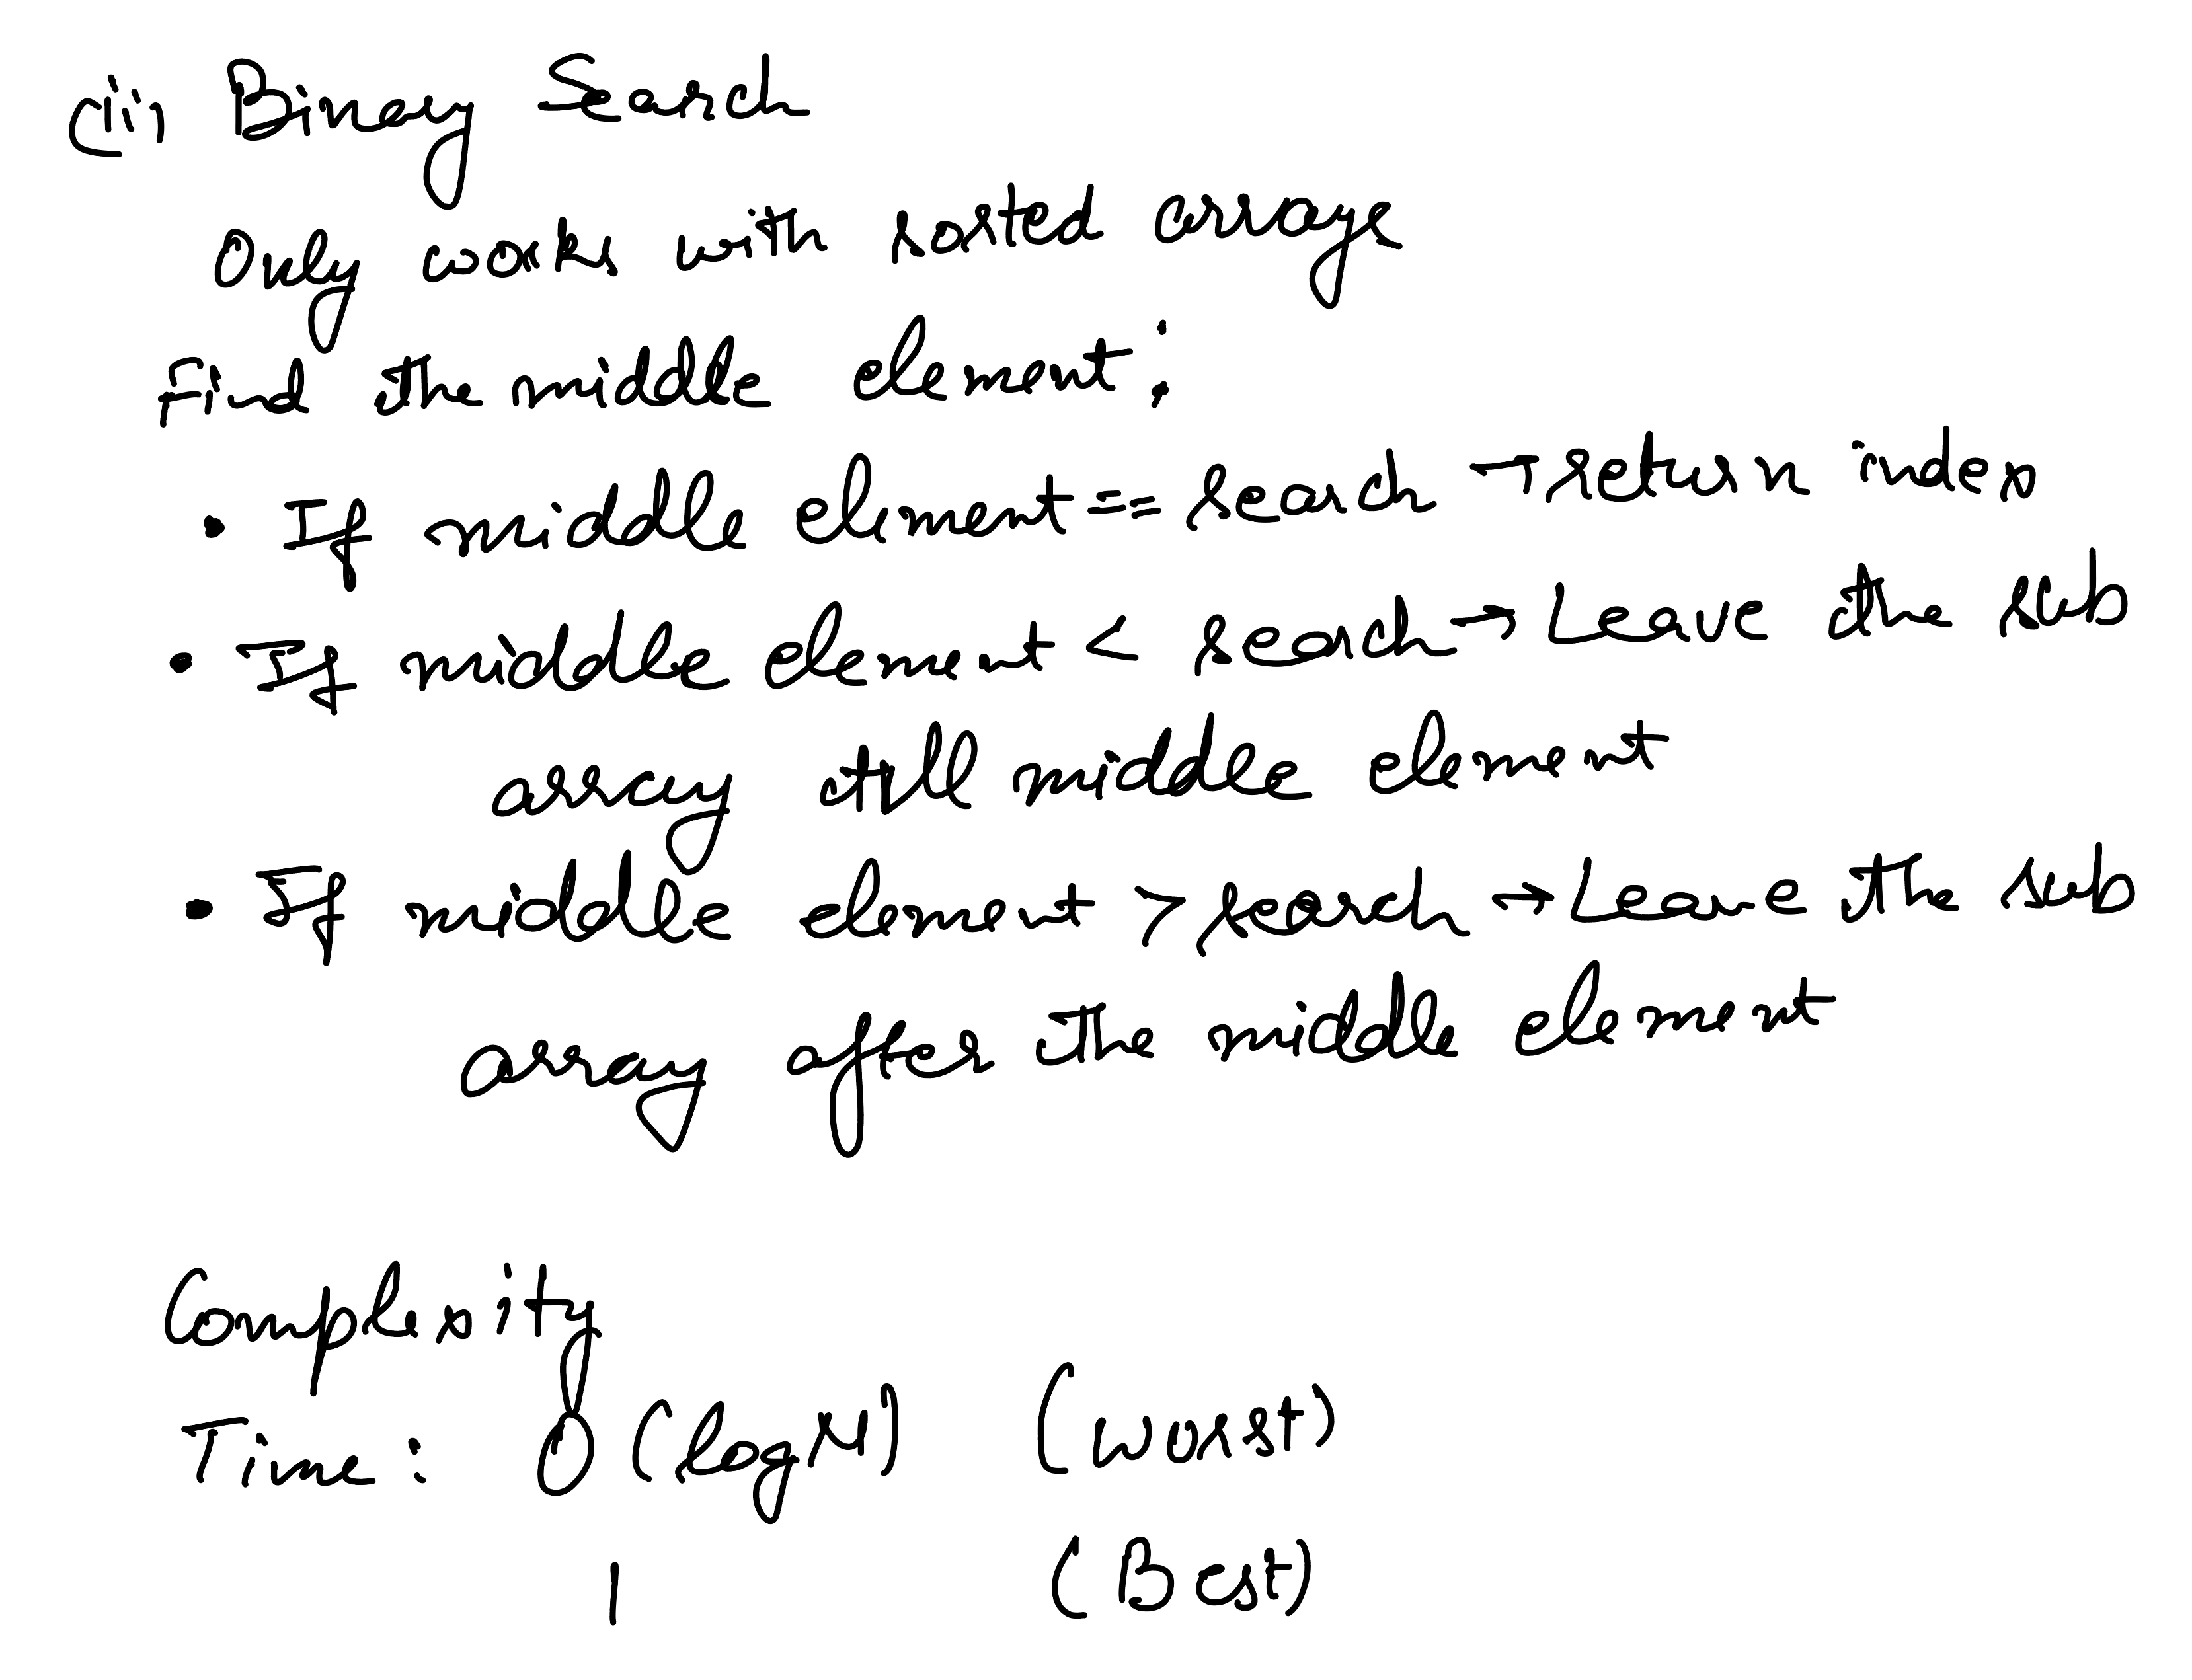 (ii) Binary Search
Only works with sorted arrays
Find the middle element:
• If middle element == search → return index
• If middle element < search → Leave the sub
array till middle element
• If middle element > search → Leave the sub
array after the middle element
Complexity
Time: O(logN) (worst)
1 (Best)